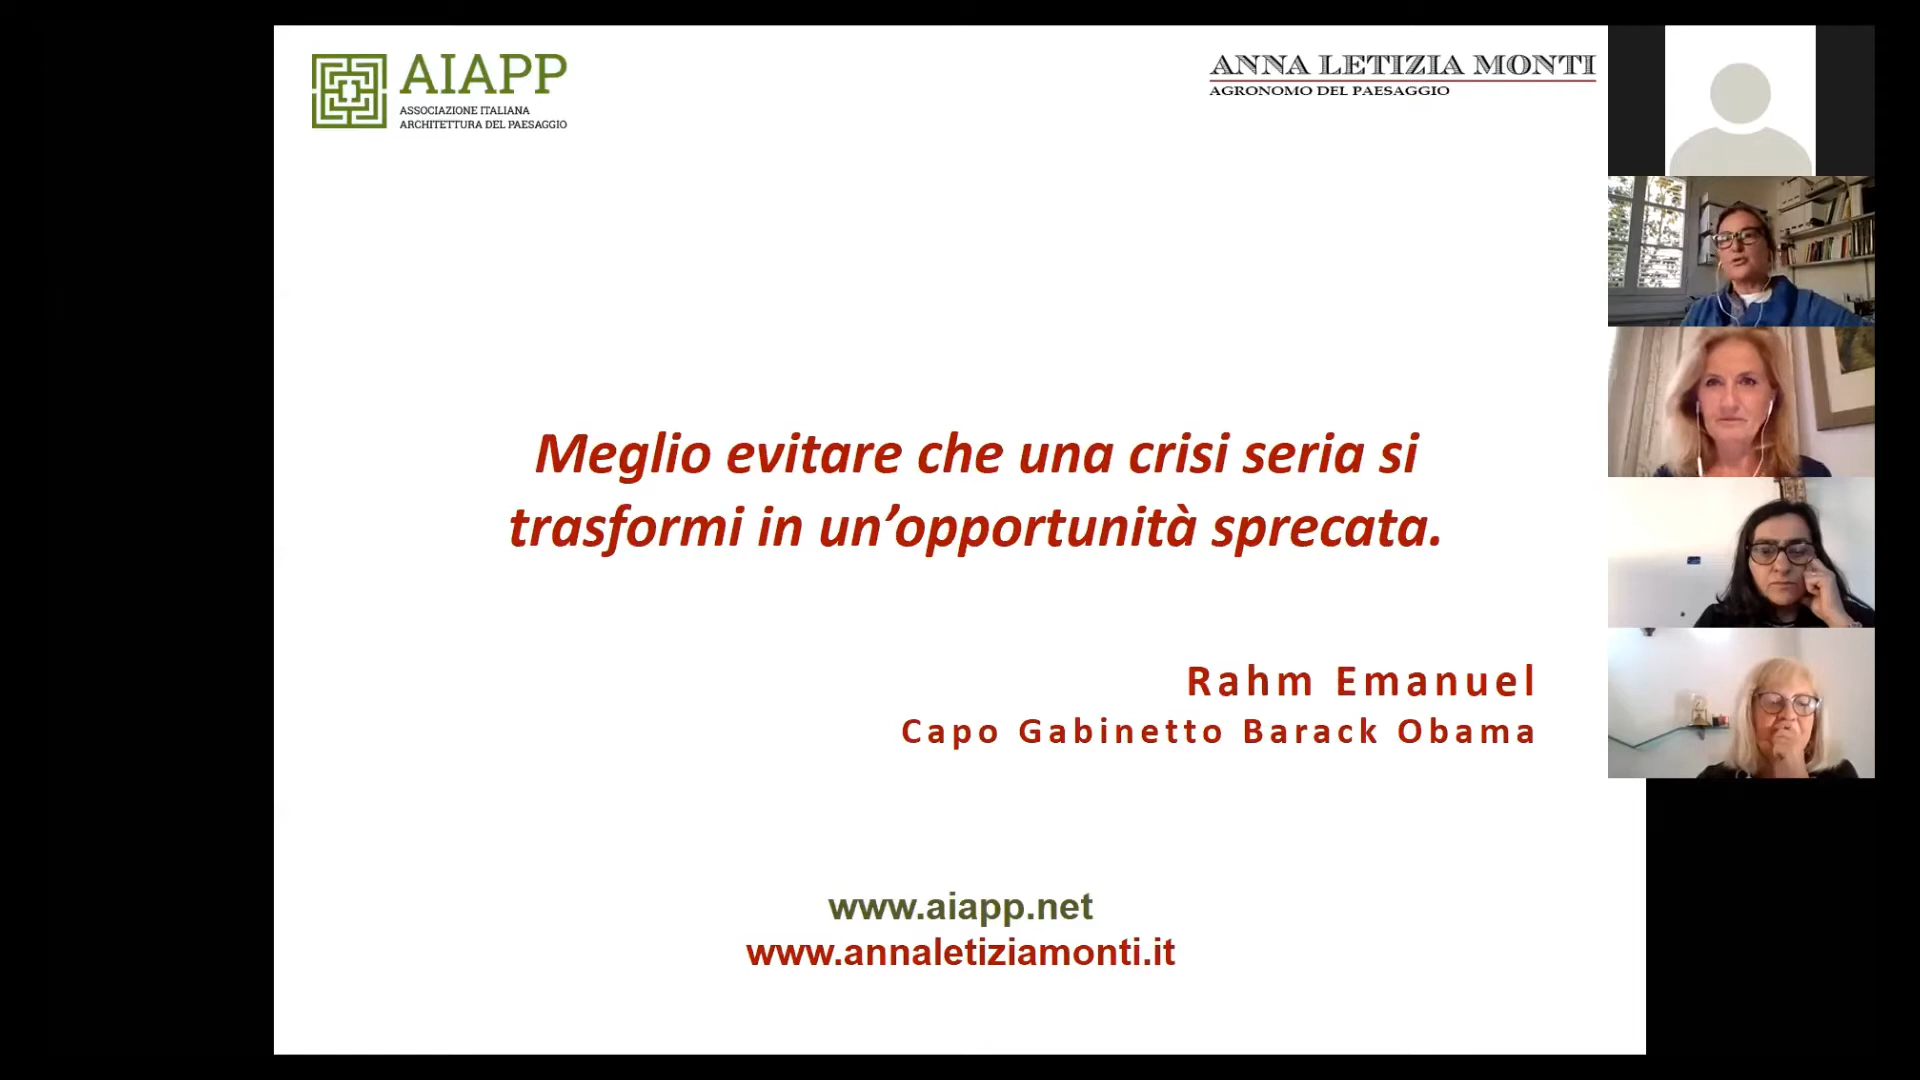 AIAPP
ASSOCIAZIONE ITALIANA
ARCHITETTURA DEL PAESAGGIO
ANNA LETIZIA MONTI
AGRONOMO DEL PAESAGGIO
Meglio evitare che una crisi seria si
trasformi in un’opportunità sprecata.
Rahm Emanuel
Capo Gabinetto Barack Obama
www.aiapp.net
www.annaletiziamonti.it